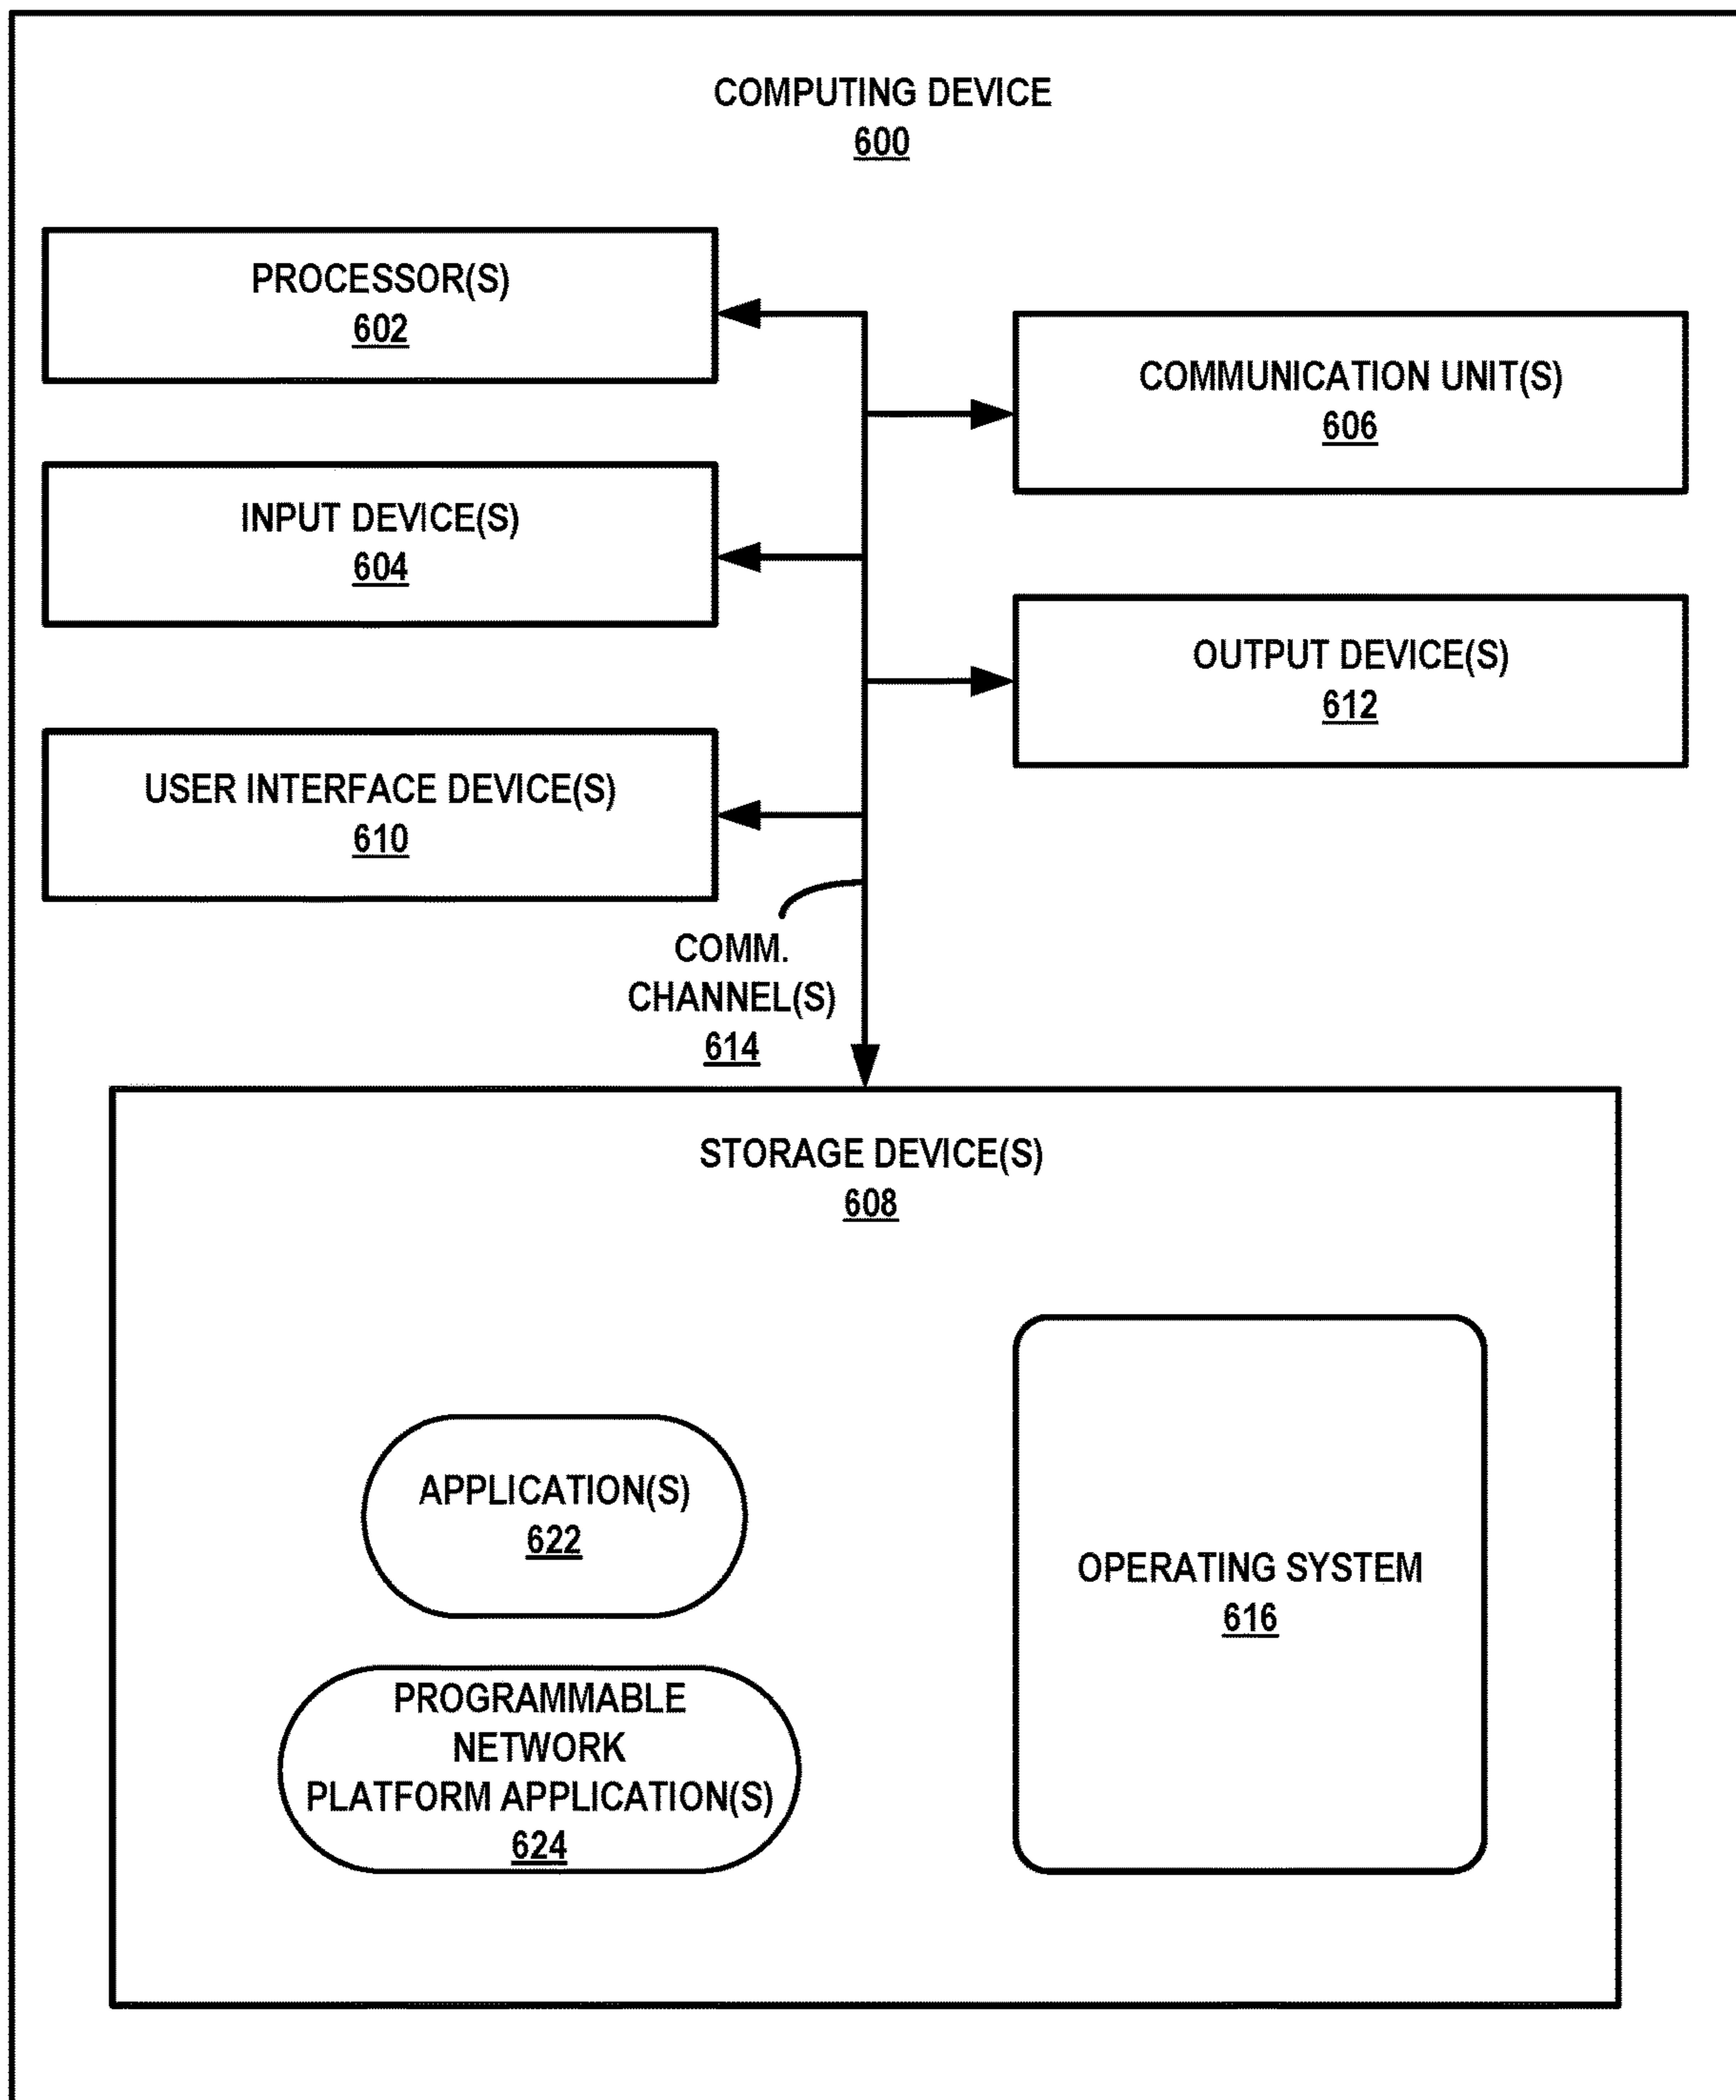 COMPUTING DEVICE
600
PROCESSOR(S)
602
COMMUNICATION UNIT(S)
606
INPUT DEVICE(S)
604
OUTPUT DEVICE(S)
612
USER INTERFACE DEVICE(S)
610
COMM.
CHANNEL(S)
614
STORAGE DEVICE(S)
608
APPLICATION(S)
622
OPERATING SYSTEM
616
PROGRAMMABLE
NETWORK
PLATFORM APPLICATION(S)
624